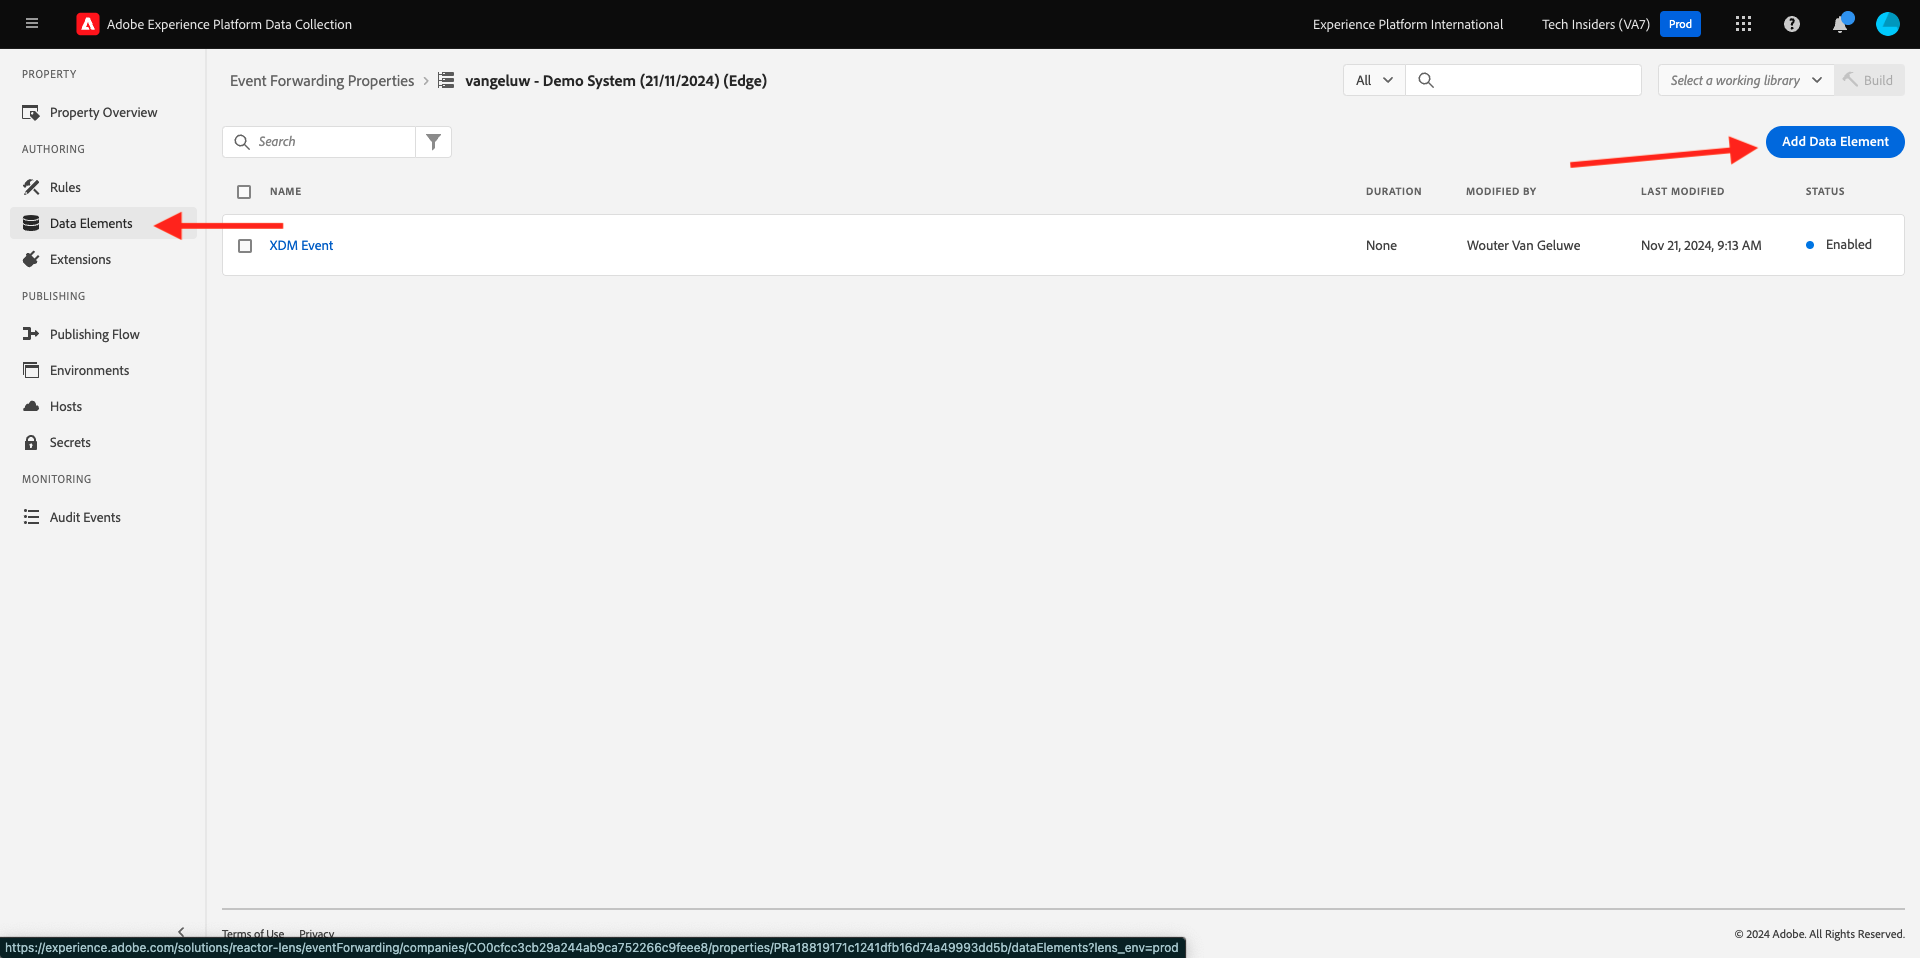 Adobe Experience Platform Data Collection
Experience Platform International
Tech Insiders (VA7)
Prod
PROPERTY
Property Overview
AUTHORING
Rules
Data Elements
Extensions
PUBLISHING
Publishing Flow
Environments
Hosts
Secrets
MONITORING
Audit Events
Event Forwarding Properties
vangeluw - Demo System (21/11/2024) (Edge)
All
Select a working library
Build
Search
Add Data Element
NAME DURATION MODIFIED BY LAST MODIFIED STATUS
XDM Event None Wouter Van Geluwe Nov 21, 2024, 9:13 AM Enabled
Terms of Use Privacy
© 2024 Adobe. All Rights Reserved.
https://experience.adobe.com/solutions/reactor-lens/eventForwarding/companies/CO0cfcc3cb29a244ab9ca752266c9feee8/properties/PRa18819171c1241dfb16d74a49993dd5b/dataElements?lens_env=prod